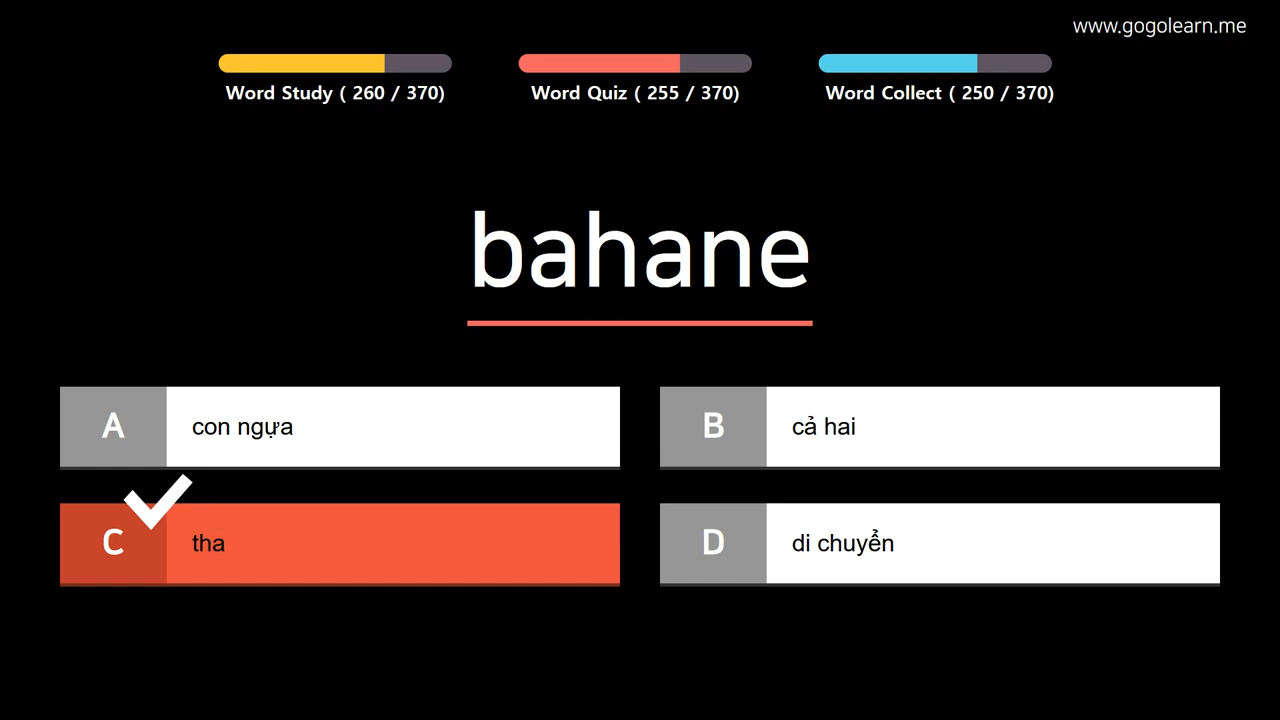 www.gogolearn.me
Word Study ( 260 / 370)
Word Quiz ( 255 / 370)
Word Collect ( 250 / 370)
bahane
A con ngựa
B cả hai
C tha
D di chuyển